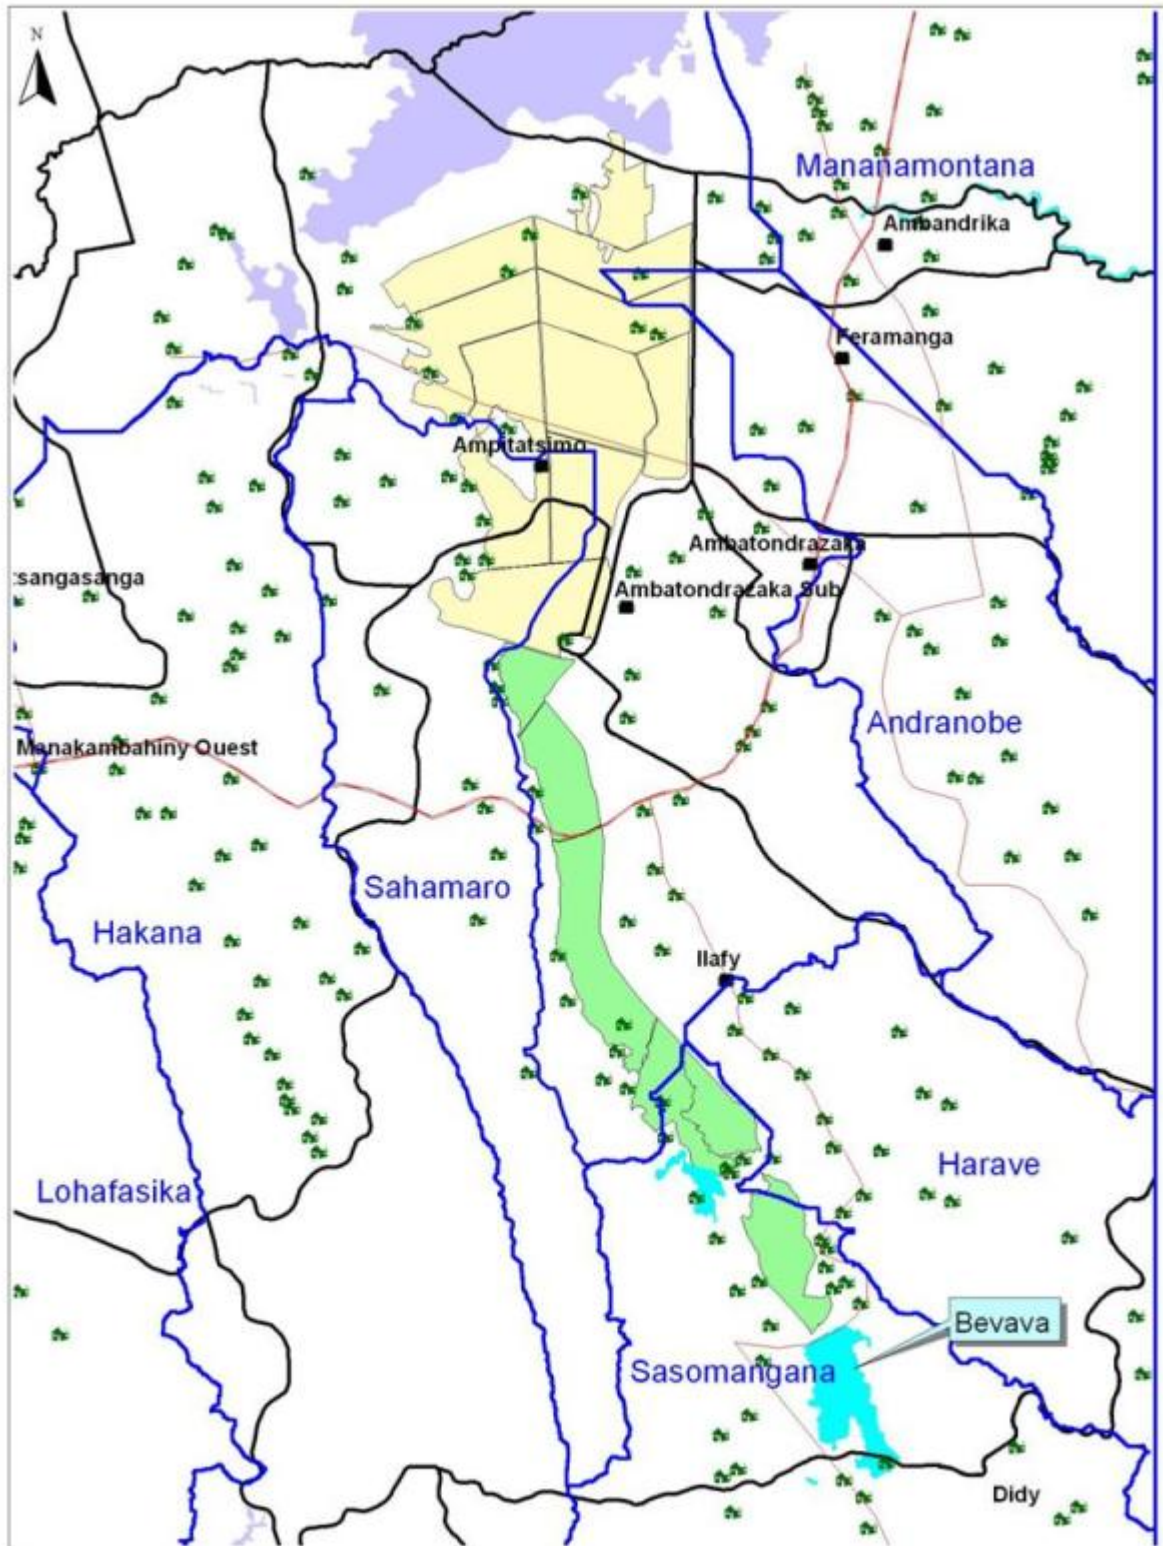 N
Mananamontana
Ambandrika
Feramanga
Ampitatsimo
Ambatondrazaka
tsangasanga
Ambatondrazaka Sub
Andranobe
Manakambahiny Ouest
Sahamaro
Hakana
Ilafy
Harave
Lohafasika
Bevava
Sasomangana
Didy